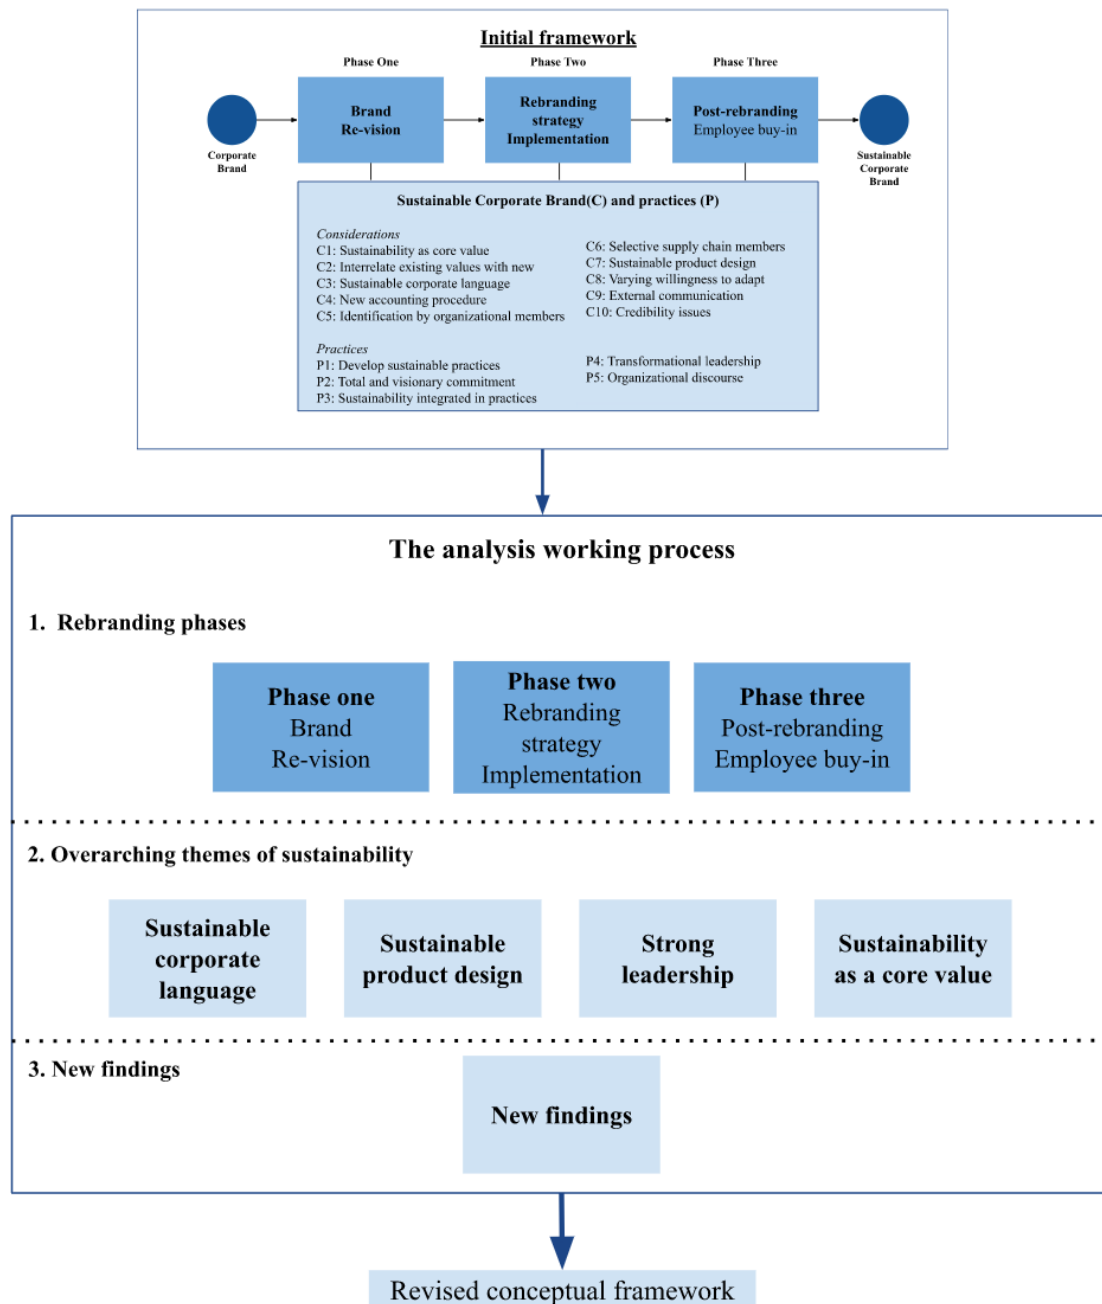 Initial framework
Phase One
Phase Two
Phase Three
Brand
Re-vision
Rebranding
strategy
Implementation
Post-rebranding
Employee buy-in
Corporate
Brand
Sustainable
Corporate
Brand
Sustainable Corporate Brand(C) and practices (P)
Considerations
C1: Sustainability as core value
C2: Interrelate existing values with new
C3: Sustainable corporate language
C4: New accounting procedure
C5: Identification by organizational members
C6: Selective supply chain members
C7: Sustainable product design
C8: Varying willingness to adapt
C9: External communication
C10: Credibility issues
Practices
P1: Develop sustainable practices
P2: Total and visionary commitment
P3: Sustainability integrated in practices
P4: Transformational leadership
P5: Organizational discourse
The analysis working process
1. Rebranding phases
Phase one
Brand
Re-vision
Phase two
Rebranding
strategy
Implementation
Phase three
Post-rebranding
Employee buy-in
2. Overarching themes of sustainability
Sustainable
corporate
language
Sustainable
product design
Strong
leadership
Sustainability
as a core value
3. New findings
New findings
Revised conceptual framework